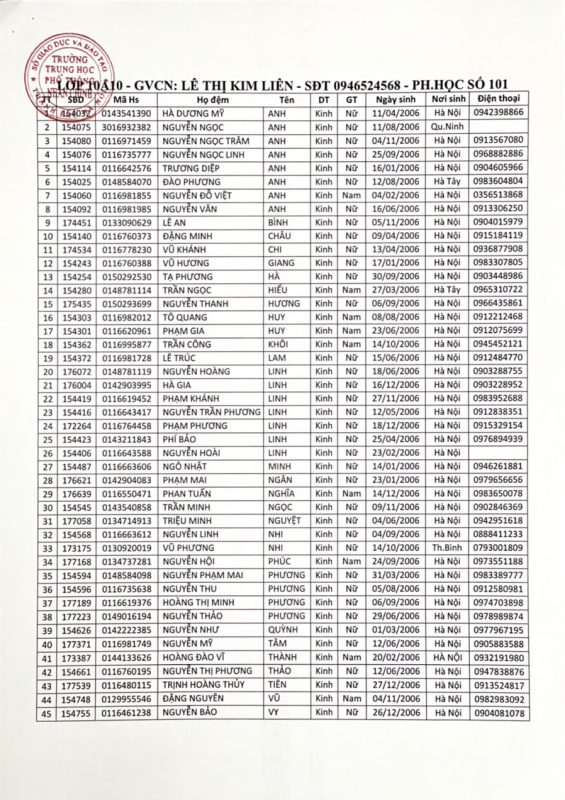 SỞ GIÁO DỤC VÀ ĐÀO TẠO
TRƯỜNG
TRUNG HỌC
PHỔ THÔNG
NHÂN CHÍNH
LỚP 10A10 - GVCN: LÊ THỊ KIM LIÊN - SĐT 0946524568 - PH.HỌC SỐ 101
TT SBD Mã Hs Họ đệm Tên DT GT Ngày sinh Nơi sinh Điện thoại
1 154037 0143541390 HÀ DƯƠNG MỸ ANH Kinh Nữ 11/04/2006 Hà Nội 0942398866
2 154075 3016932382 NGUYỄN NGỌC ANH Kinh Nữ 11/08/2006 Qu.Ninh
3 154080 0116971459 NGUYỄN NGỌC TRÂM ANH Kinh Nữ 04/11/2006 Hà Nội 0913567080
4 154076 0116735777 NGUYỄN NGỌC LINH ANH Kinh Nữ 25/09/2006 Hà Nội 0968882886
5 154114 0116642576 TRƯƠNG DIỆP ANH Kinh Nữ 16/01/2006 Hà Nội 0904605966
6 154025 0148584070 ĐÀO PHƯƠNG ANH Kinh Nữ 12/08/2006 Hà Tây 0983604804
7 154060 0116981855 NGUYỄN ĐỖ VIỆT ANH Kinh Nam 04/02/2006 Hà Nội 0356513868
8 154092 0116981985 NGUYỄN VÂN ANH Kinh Nữ 16/06/2006 Hà Nội 0913306250
9 174451 0133090629 LÊ AN BÌNH Kinh Nữ 05/11/2006 Hà Nội 0904015979
10 154140 0116760373 ĐẶNG MINH CHÂU Kinh Nữ 09/04/2006 Hà Nội 0915184119
11 174534 0116778230 VŨ KHÁNH CHI Kinh Nữ 13/04/2006 Hà Nội 0936877908
12 154243 0116760388 VŨ HƯƠNG GIANG Kinh Nữ 17/01/2006 Hà Nội 0983307805
13 154254 0150292530 TẠ PHƯƠNG HÀ Kinh Nữ 30/09/2006 Hà Nội 0903448986
14 154280 0148781114 TRẦN NGỌC HIẾU Kinh Nam 27/03/2006 Hà Tây 0965310722
15 175435 0150293699 NGUYỄN THANH HƯƠNG Kinh Nữ 06/09/2006 Hà Nội 0966435861
16 154303 0116982012 TÔ QUANG HUY Kinh Nam 08/08/2006 Hà Nội 0912212468
17 154301 0116620961 PHẠM GIA HUY Kinh Nam 23/06/2006 Hà Nội 0912075699
18 154362 0116995877 TRẦN CÔNG KHÔI Kinh Nam 14/10/2006 Hà Nội 0945452121
19 154372 0116981728 LÊ TRÚC LAM Kinh Nữ 15/06/2006 Hà Nội 0912484770
20 176072 0148781119 NGUYỄN HOÀNG LINH Kinh Nữ 18/06/2006 Hà Nội 0903288755
21 176004 0142903995 HÀ GIA LINH Kinh Nữ 16/12/2006 Hà Nội 0903228952
22 154419 0116619452 PHẠM KHÁNH LINH Kinh Nữ 27/11/2006 Hà Nội 0983952688
23 154416 0116643417 NGUYỄN TRẦN PHƯƠNG LINH Kinh Nữ 12/05/2006 Hà Nội 0912838351
24 172264 0116764458 PHẠM PHƯƠNG LINH Kinh Nữ 18/12/2006 Hà Nội 0915329154
25 154423 0143211843 PHÍ BẢO LINH Kinh Nữ 25/04/2006 Hà Nội 0976894939
26 154406 0116643588 NGUYỄN HOÀI LINH Kinh Nữ 23/02/2006 Hà Nội
27 154487 0116663606 NGÔ NHẬT MINH Kinh Nữ 14/01/2006 Hà Nội 0946261881
28 176621 0142904083 PHẠM MAI NGÂN Kinh Nữ 23/01/2006 Hà Nội 0979656656
29 176639 0116550471 PHAN TUẤN NGHĨA Kinh Nam 14/12/2006 Hà Nội 0983650078
30 154545 0143540858 TRẦN MINH NGỌC Kinh Nữ 09/11/2006 Hà Nội 0902846369
31 177058 0134714913 TRIỆU MINH NGUYỆT Kinh Nữ 04/06/2006 Hà Nội 0942951618
32 154568 0116663612 NGUYỄN LINH NHI Kinh Nữ 04/09/2006 Hà Nội 0888411233
33 173175 0130920019 VŨ PHƯƠNG NHI Kinh Nữ 14/10/2006 Th.Bình 0793001809
34 177168 0134737281 NGUYỄN HỘI PHÚC Kinh Nam 24/09/2006 Hà Nội 0973551188
35 154594 0148584098 NGUYỄN PHẠM MAI PHƯƠNG Kinh Nữ 31/03/2006 Hà Nội 0983389777
36 154596 0116735638 NGUYỄN THU PHƯƠNG Kinh Nữ 05/08/2006 Hà Nội 0912580981
37 177189 0116619376 HOÀNG THỊ MINH PHƯƠNG Kinh Nữ 06/09/2006 Hà Nội 0974703898
38 177223 0149016194 NGUYỄN THẢO PHƯƠNG Kinh Nữ 29/06/2006 Hà Nội 0978989874
39 154626 0142222385 NGUYỄN NHƯ QUỲNH Kinh Nữ 01/03/2006 Hà Nội 0977967195
40 177371 0116981749 NGUYỄN MỸ TÂM Kinh Nữ 12/06/2006 Hà Nội 0905883588
41 173387 0144133626 HOÀNG ĐÀO VĨ THÀNH Kinh Nam 20/02/2006 HÀ NỘI 0932191980
42 154661 0116760195 NGUYỄN THỊ PHƯƠNG THẢO Kinh Nữ 12/06/2006 Hà Nội 0947838876
43 177539 0116480115 TRỊNH HOÀNG THỦY TIÊN Kinh Nữ 27/12/2006 Hà Nội 0913524817
44 154748 0129955546 ĐẶNG NGUYÊN VŨ Kinh Nam 04/11/2006 Hà Nội 0982983092
45 154755 0116461238 NGUYỄN BẢO VY Kinh Nữ 26/12/2006 Hà Nội 0904081078